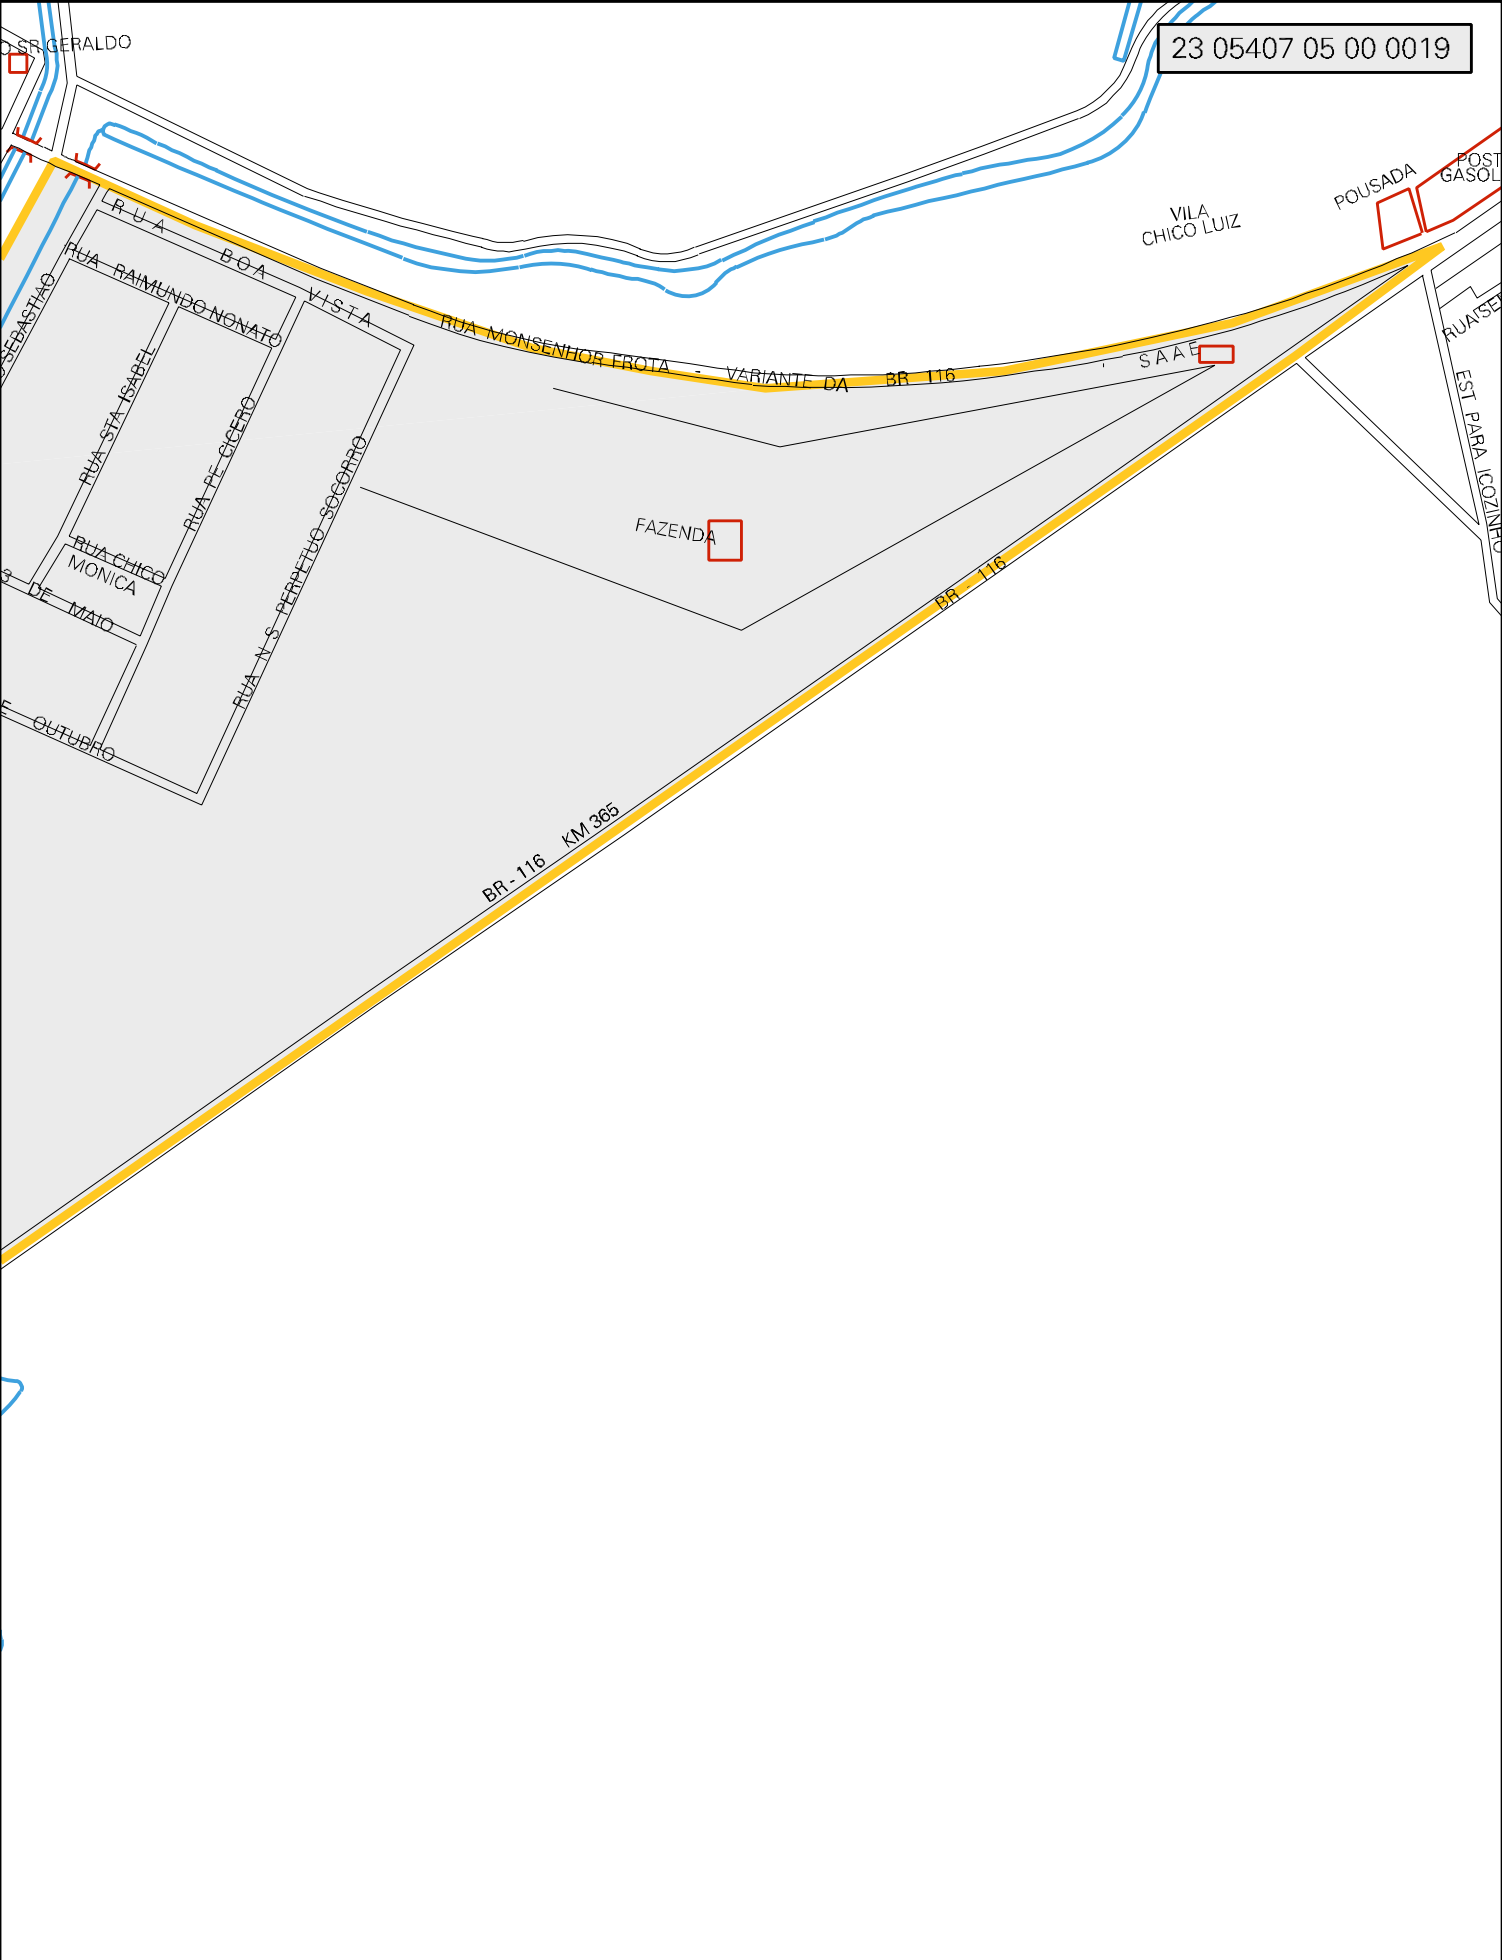 23 05407 05 00 0019
O SR.GERALDO
POUSADA
POST
GASOL
VILA
CHICO LUIZ
RUA BOA VISTA
RUA RAIMUNDO NONATO
SEBASTIAO
RUA MONSENHOR FROTA - VARIANTE DA BR 116 - SAAE
RUA SE
EST PARA ICOZINHO
RUA STA ISABEL
RUA PE CICERO
RUA N S PERPETUO SOCORRO
FAZENDA
RUA CHICO
MONICA
3 DE MAIO
BR - 116
E OUTUBRO
BR - 116 KM 365